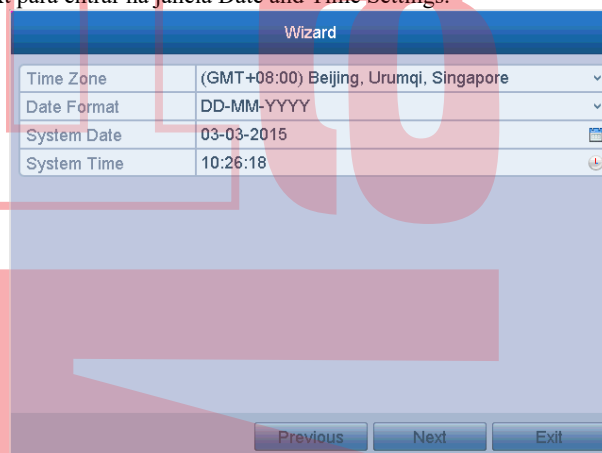 para entrar na janela Date and Time Settings.
Wizard
Time Zone (GMT+08:00) Beijing, Urumqi, Singapore
Date Format DD-MM-YYYY
System Date 03-03-2015
System Time 10:26:18
Previous Next Exit